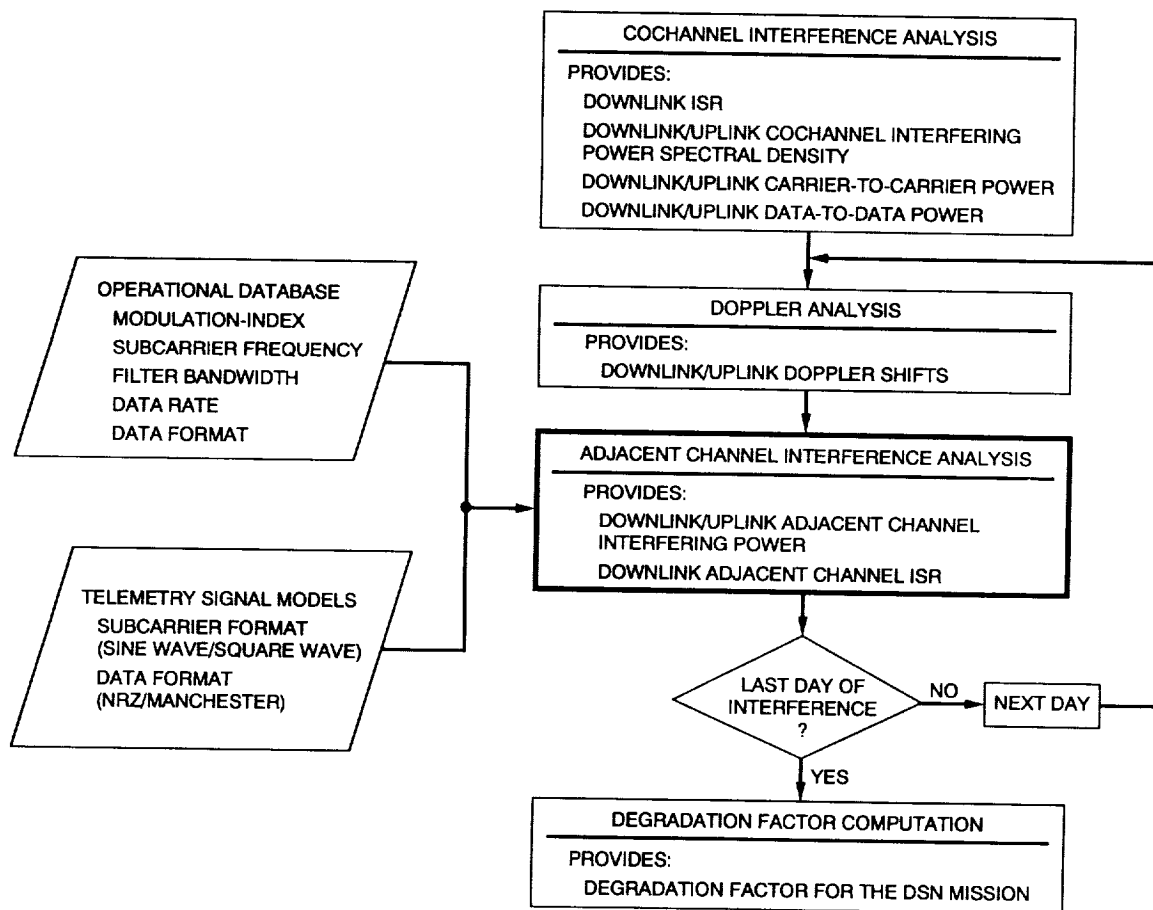 COCHANNEL INTERFERENCE ANALYSIS
PROVIDES:
DOWNLINK ISR
DOWNLINK/UPLINK COCHANNEL INTERFERING
POWER SPECTRAL DENSITY
DOWNLINK/UPLINK CARRIER-TO-CARRIER POWER
DOWNLINK/UPLINK DATA-TO-DATA POWER
OPERATIONAL DATABASE
MODULATION-INDEX
SUBCARRIER FREQUENCY
FILTER BANDWIDTH
DATA RATE
DATA FORMAT
DOPPLER ANALYSIS
PROVIDES:
DOWNLINK/UPLINK DOPPLER SHIFTS
ADJACENT CHANNEL INTERFERENCE ANALYSIS
PROVIDES:
DOWNLINK/UPLINK ADJACENT CHANNEL
INTERFERING POWER
DOWNLINK ADJACENT CHANNEL ISR
TELEMETRY SIGNAL MODELS
SUBCARRIER FORMAT
(SINE WAVE/SQUARE WAVE)
DATA FORMAT
(NRZ/MANCHESTER)
LAST DAY OF
INTERFERENCE
?
NO
NEXT DAY
YES
DEGRADATION FACTOR COMPUTATION
PROVIDES:
DEGRADATION FACTOR FOR THE DSN MISSION